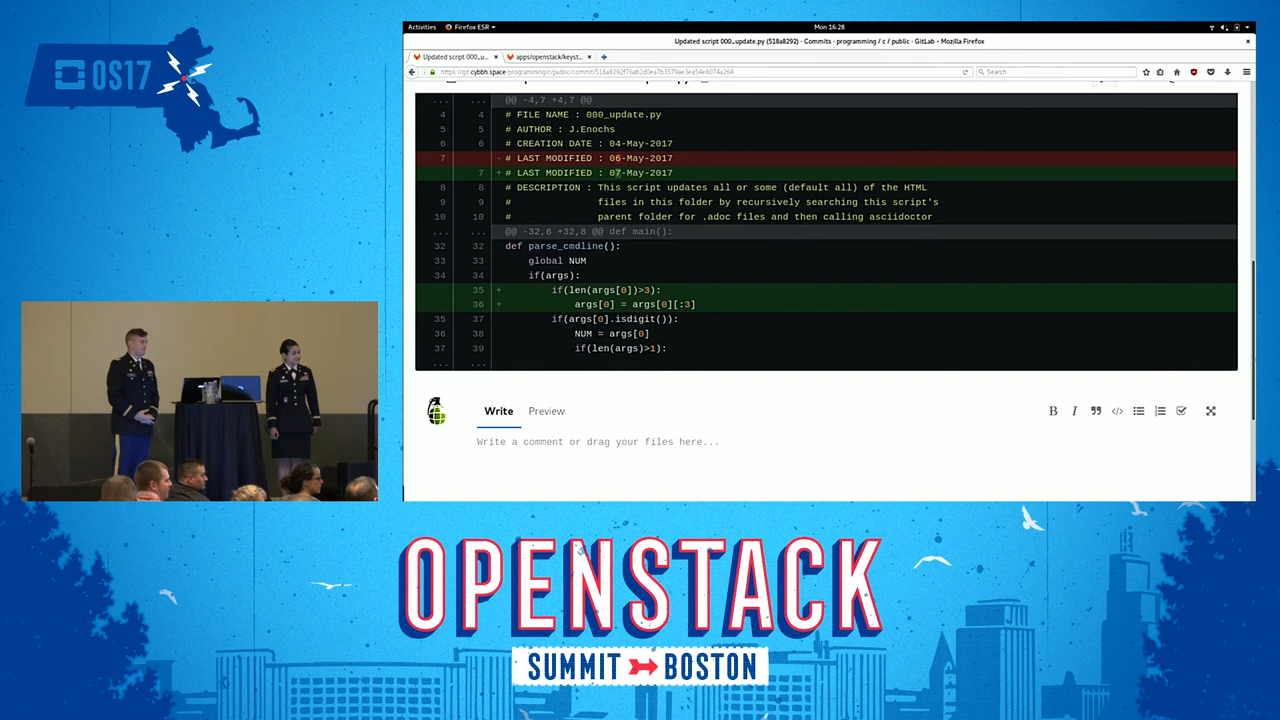 OS17
Activities Firefox ESR Mon 16:28
Updated script 000_update.py (518a8292) · Commits · programming / c / public · GitLab - Mozilla Firefox
Updated script 000_u... × apps/openstack/keyst... ×
Search
... ... @@ -4,7 +4,7 @@
4 4 # FILE NAME : 000_update.py
5 5 # AUTHOR : J.Enochs
6 6 # CREATION DATE : 04-May-2017
7 - # LAST MODIFIED : 06-May-2017
7 + # LAST MODIFIED : 07-May-2017
8 8 # DESCRIPTION : This script updates all or some (default all) of the HTML
9 9 # files in this folder by recursively searching this script's
10 10 # parent folder for .adoc files and then calling asciidoctor
... ... @@ -32,6 +32,8 @@ def main():
32 32 def parse_cmdline():
33 33 global NUM
34 34 if(args):
35 + if(len(args[0])>3):
36 + args[0] = args[0][:3]
35 37 if(args[0].isdigit()):
36 38 NUM = args[0]
37 39 if(len(args)>1):
... ...
Write Preview B I
Write a comment or drag your files here...
OPENSTACK
SUMMIT BOSTON